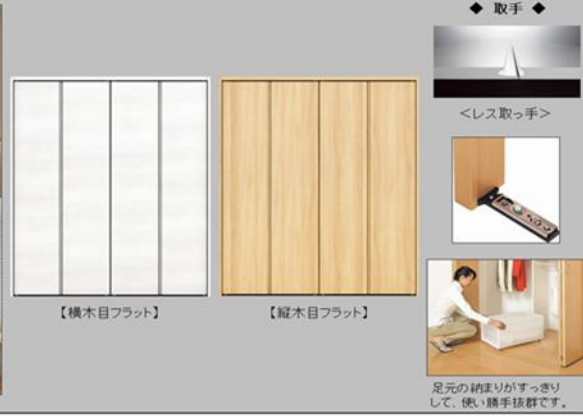 ◆ 取手 ◆
＜レス取っ手＞
【横木目フラット】
【縦木目フラット】
足元の納まりがすっきり
して、使い勝手抜群です。